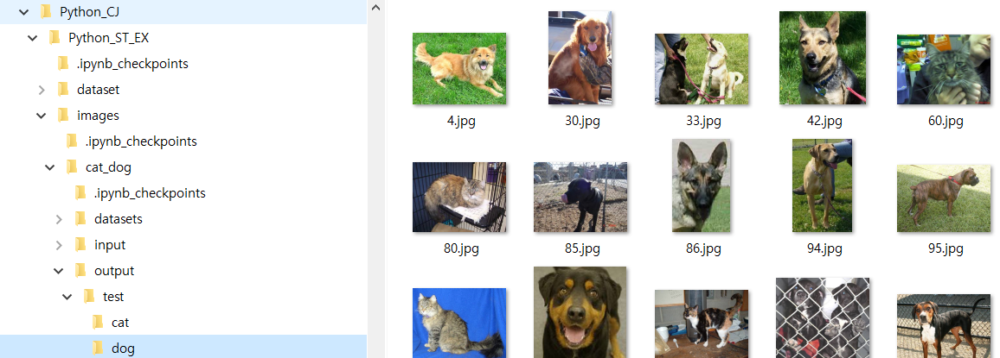 Python_CJ
Python_ST_EX
.ipynb_checkpoints
dataset
images
.ipynb_checkpoints
cat_dog
.ipynb_checkpoints
datasets
input
output
test
cat
dog
4.jpg
30.jpg
33.jpg
42.jpg
60.jpg
80.jpg
85.jpg
86.jpg
94.jpg
95.jpg